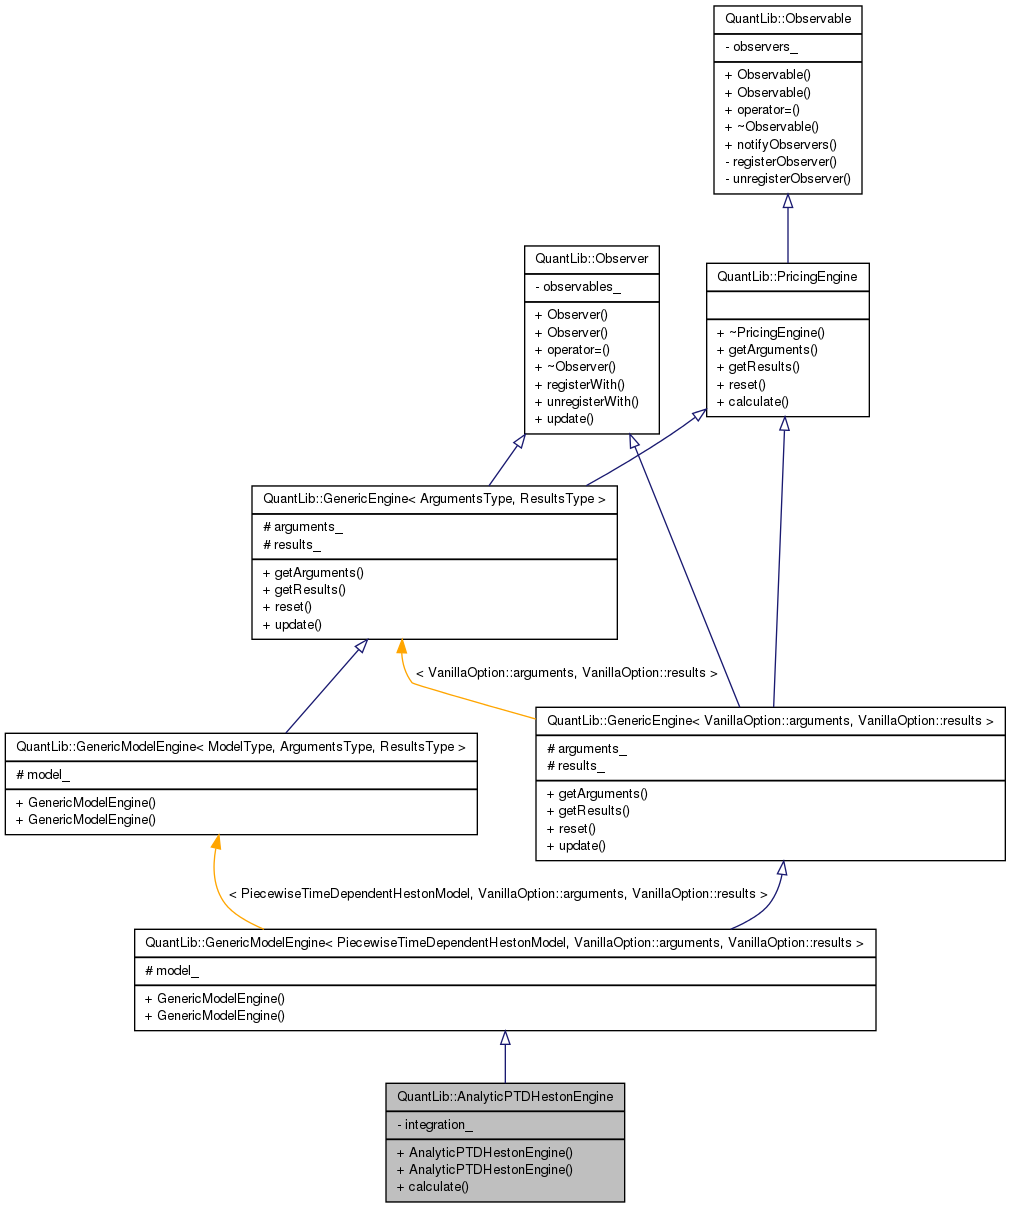 QuantLib::Observable
- observers_
+ Observable()
+ Observable()
+ operator=()
+ ~Observable()
+ notifyObservers()
- registerObserver()
- unregisterObserver()
QuantLib::Observer
- observables_
+ Observer()
+ Observer()
+ operator=()
+ ~Observer()
+ registerWith()
+ unregisterWith()
+ update()
QuantLib::PricingEngine
+ ~PricingEngine()
+ getArguments()
+ getResults()
+ reset()
+ calculate()
QuantLib::GenericEngine< ArgumentsType, ResultsType >
# arguments_
# results_
+ getArguments()
+ getResults()
+ reset()
+ update()
< VanillaOption::arguments, VanillaOption::results >
QuantLib::GenericEngine< VanillaOption::arguments, VanillaOption::results >
# arguments_
# results_
+ getArguments()
+ getResults()
+ reset()
+ update()
QuantLib::GenericModelEngine< ModelType, ArgumentsType, ResultsType >
# model_
+ GenericModelEngine()
+ GenericModelEngine()
< PiecewiseTimeDependentHestonModel, VanillaOption::arguments, VanillaOption::results >
QuantLib::GenericModelEngine< PiecewiseTimeDependentHestonModel, VanillaOption::arguments, VanillaOption::results >
# model_
+ GenericModelEngine()
+ GenericModelEngine()
QuantLib::AnalyticPTDHestonEngine
- integration_
+ AnalyticPTDHestonEngine()
+ AnalyticPTDHestonEngine()
+ calculate()